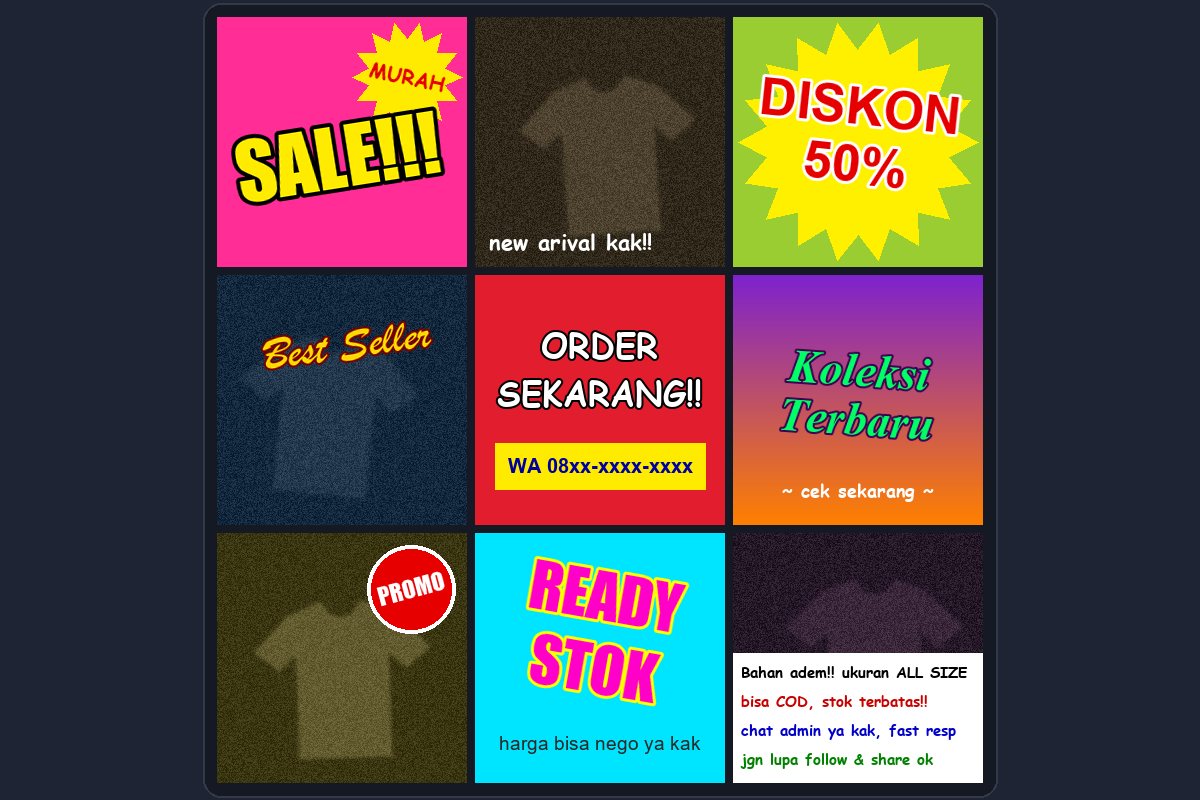 MURAH
SALE!!!
new arival kak!!
DISKON
50%
Best Seller
ORDER
SEKARANG!!
WA 08xx-xxxx-xxxx
Koleksi
Terbaru
~ cek sekarang ~
PROMO
READY
STOK
harga bisa nego ya kak
Bahan adem!! ukuran ALL SIZE
bisa COD, stok terbatas!!
chat admin ya kak, fast resp
jgn lupa follow & share ok